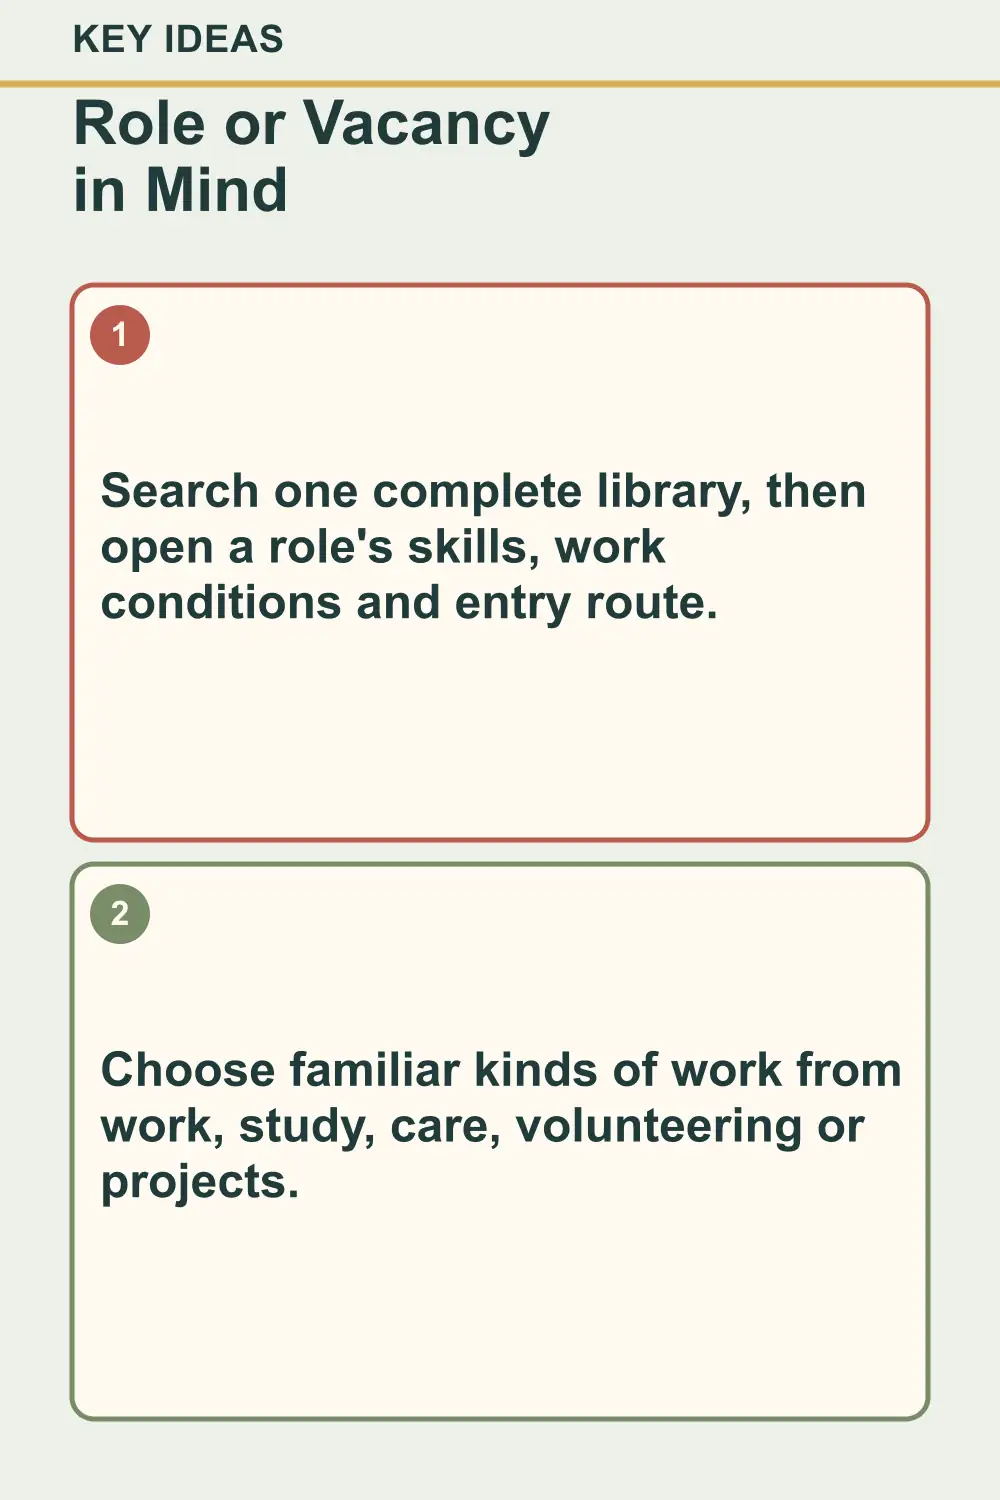 KEY IDEAS
Role or Vacancy
in Mind
1
Search one complete library, then
open a role's skills, work
conditions and entry route.
2
Choose familiar kinds of work from
work, study, care, volunteering or
projects.